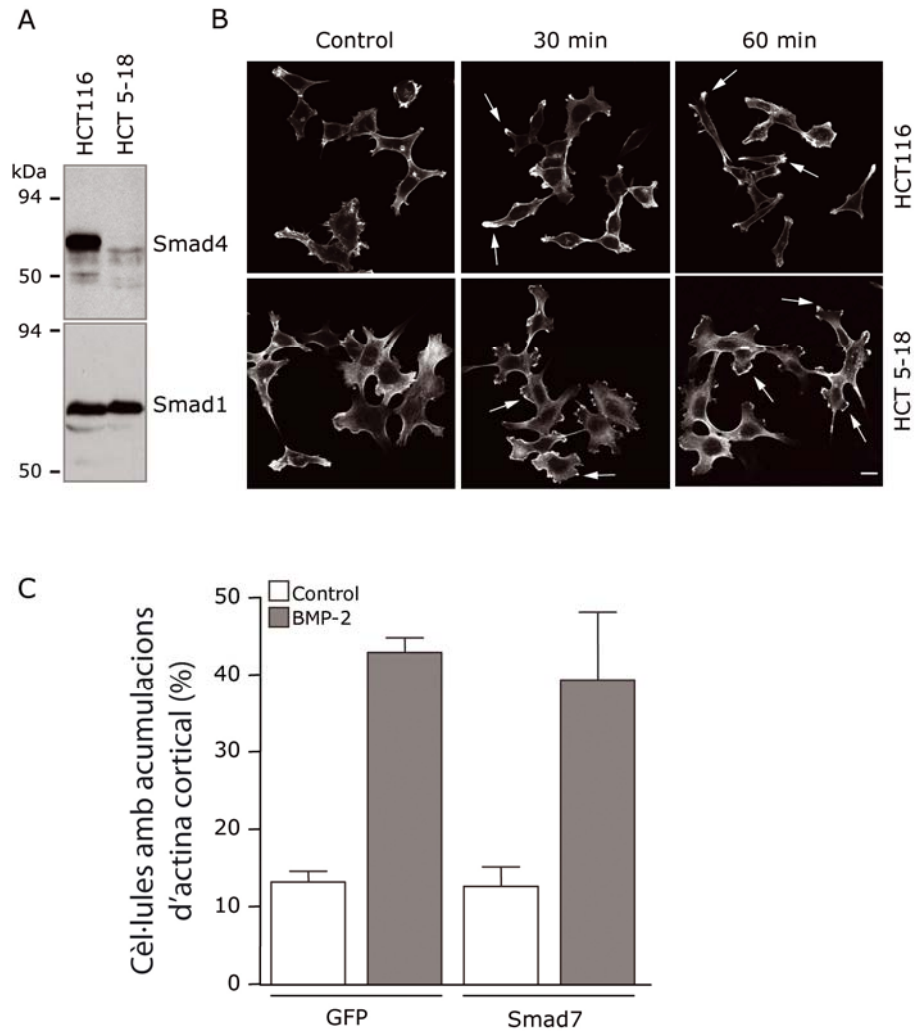 A
HCT116
HCT 5-18
kDa
94
50
Smad4
94
50
Smad1
B
Control
30 min
60 min
HCT116
HCT 5-18
C
Control
BMP-2
Cèl·lules amb acumulacions
d'actina cortical (%)
50
40
30
20
10
0
GFP
Smad7